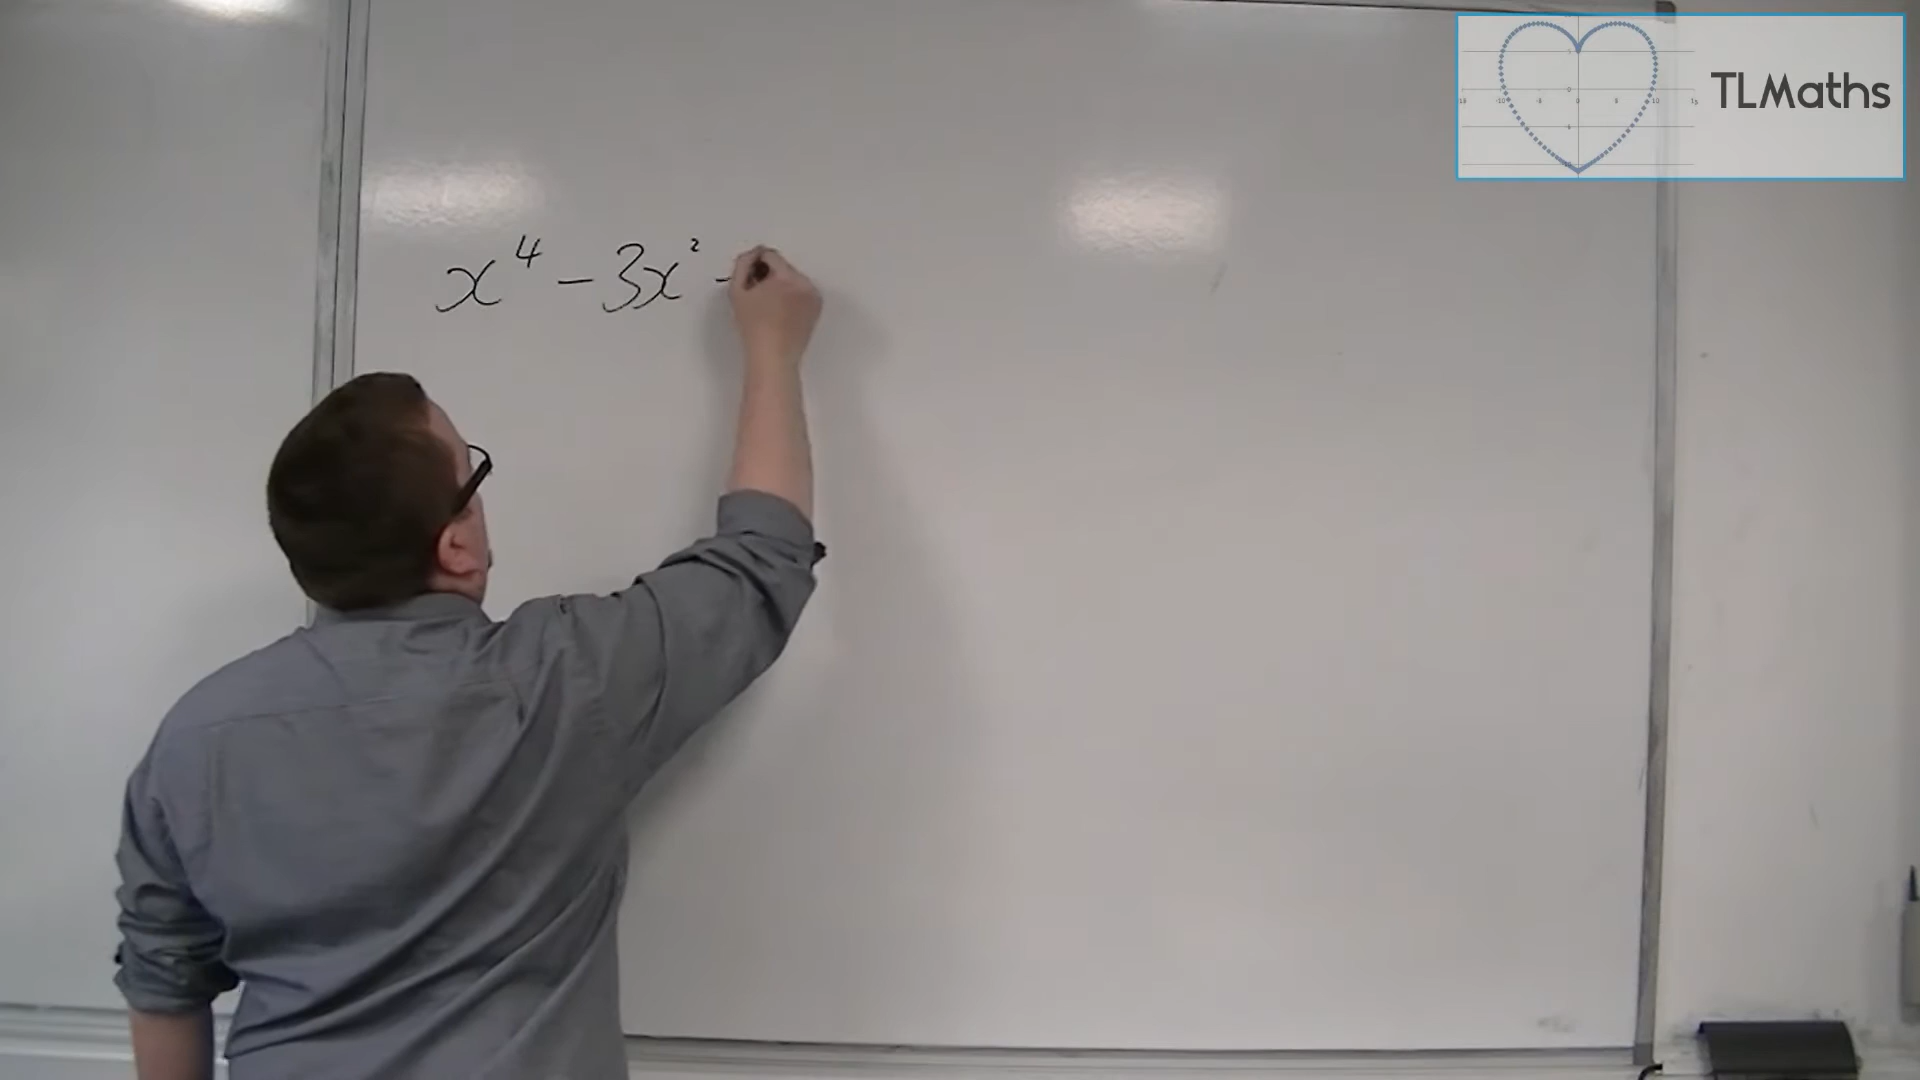 TLMaths
x⁴ - 3x² -